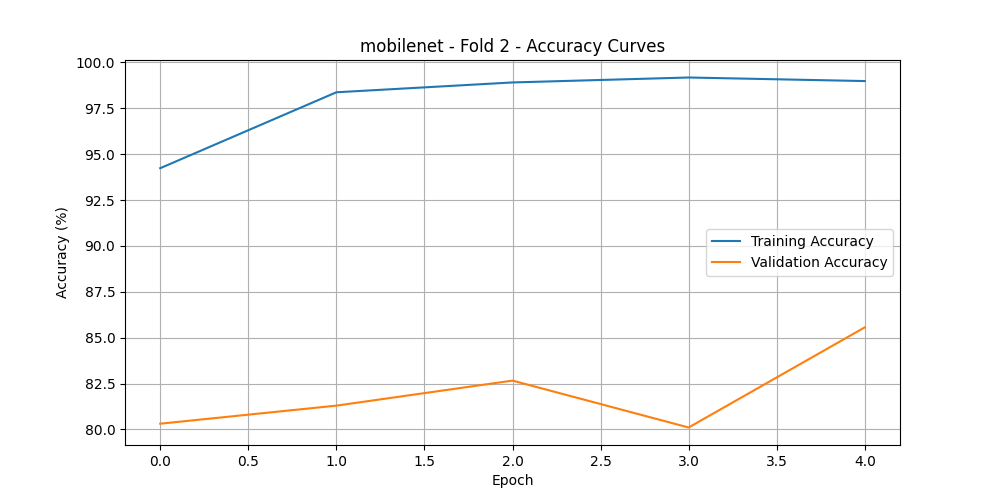 mobilenet - Fold 2 - Accuracy Curves
Accuracy (%)
100.0
97.5
95.0
92.5
90.0
87.5
85.0
82.5
80.0
Training Accuracy
Validation Accuracy
0.0 0.5 1.0 1.5 2.0 2.5 3.0 3.5 4.0
Epoch